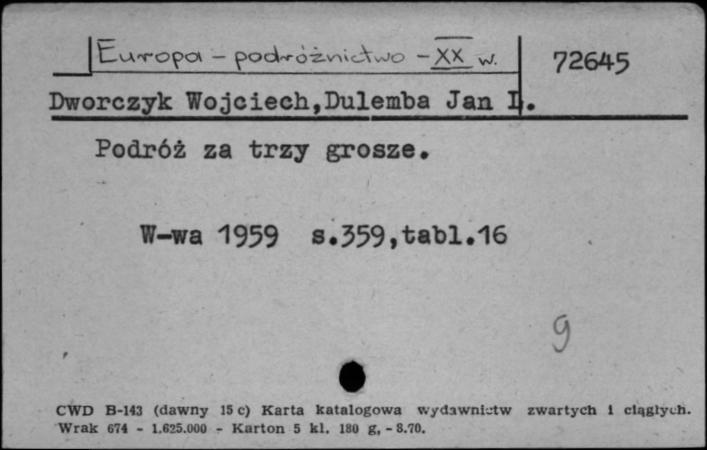 Europa – podróżnictwo – XX w.
72645
Dworczyk Wojciech,Dulemba Jan L.
Podróż za trzy grosze.
W-wa 1959 s.359,tabl.16
9
CWD B-143 (dawny 15 c) Karta katalogowa wydawnictw zwartych i ciągłych.
Wrak 674 - 1.625.000 - Karton 5 kl. 180 g, - 8.70.